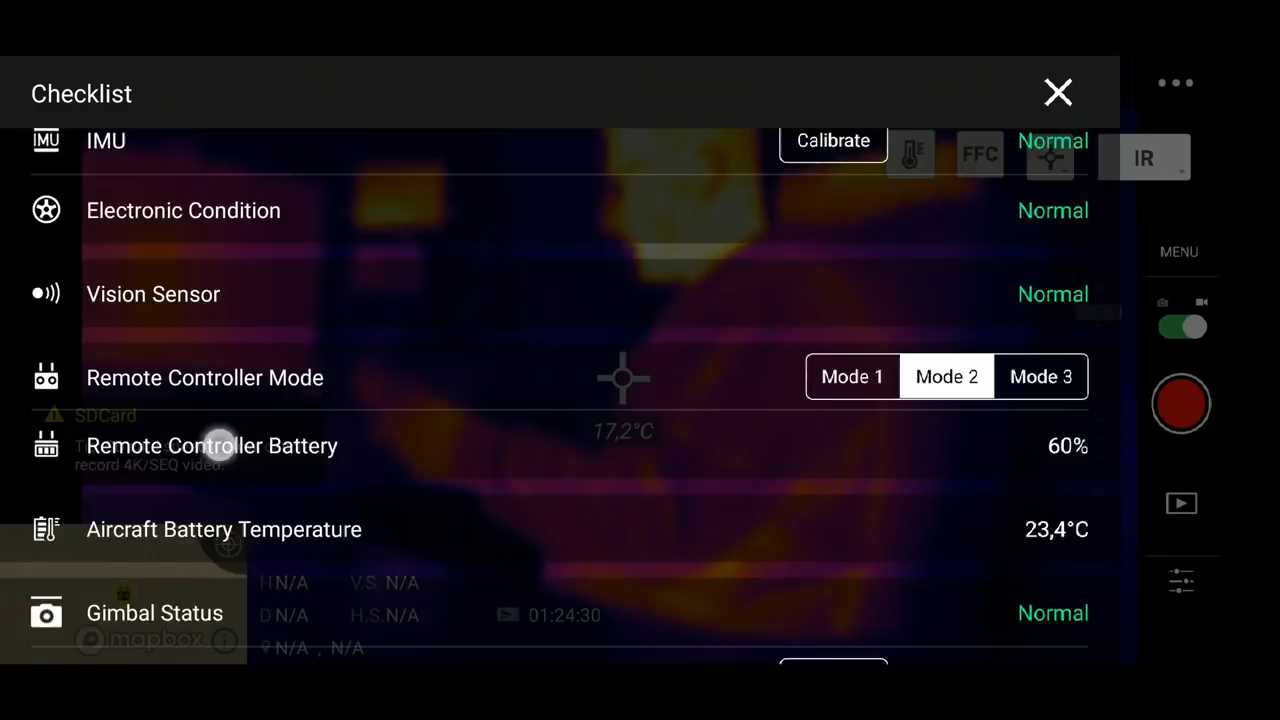 Checklist
IMU
Calibrate
Normal
FFC
IR
Electronic Condition
Normal
MENU
Vision Sensor
Normal
Remote Controller Mode
Mode 1
Mode 2
Mode 3
SDCard
17,2°C
Remote Controller Battery
60%
record 4K/SEQ video.
Aircraft Battery Temperature
23,4°C
H N/A
V.S. N/A
Gimbal Status
Normal
D N/A
H.S. N/A
01:24:30
mapbox
N/A , N/A